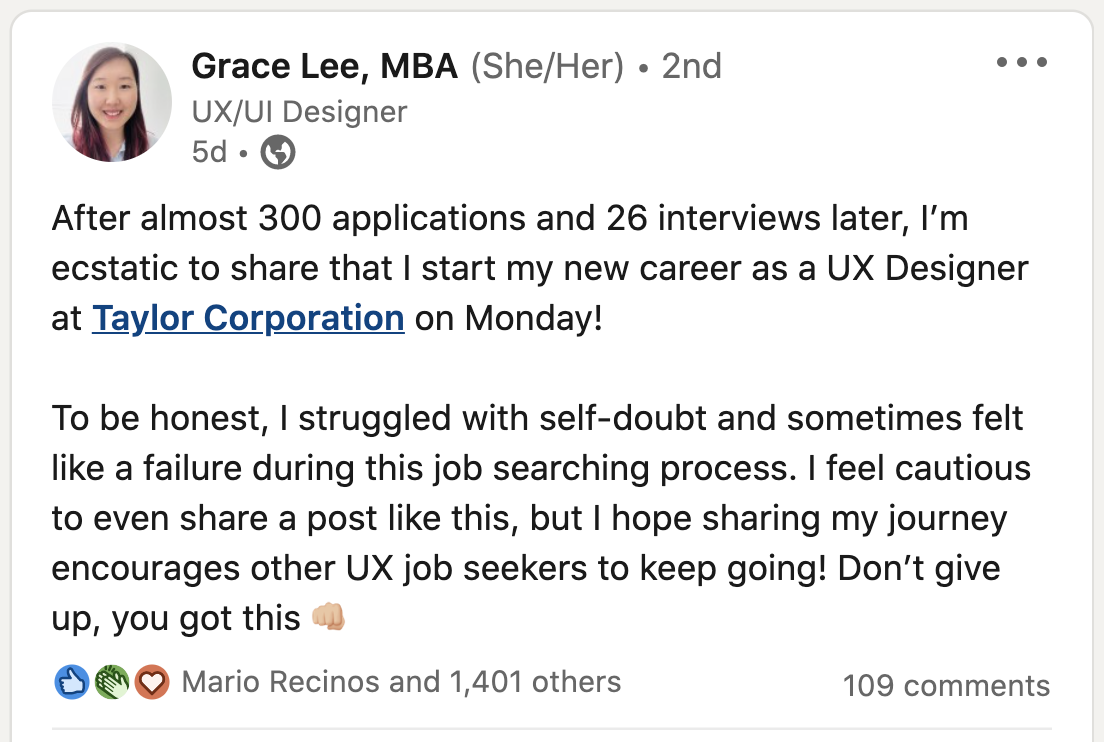 Grace Lee, MBA (She/Her) • 2nd
UX/UI Designer
5d •
After almost 300 applications and 26 interviews later, I’m
ecstatic to share that I start my new career as a UX Designer
at Taylor Corporation on Monday!
To be honest, I struggled with self-doubt and sometimes felt
like a failure during this job searching process. I feel cautious
to even share a post like this, but I hope sharing my journey
encourages other UX job seekers to keep going! Don’t give
up, you got this 👊🏼
Mario Recinos and 1,401 others
109 comments